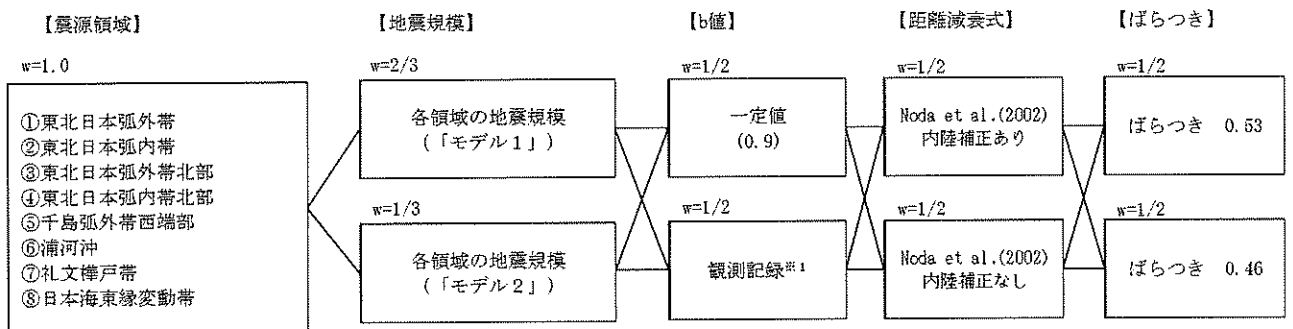 【震源領域】
【地震規模】
【b値】
【距離減衰式】
【ばらつき】
w=1.0
①東北日本弧外帯
②東北日本弧内帯
③東北日本弧外帯北部
④東北日本弧内帯北部
⑤千島弧外帯西端部
⑥浦河沖
⑦礼文樺戸帯
⑧日本海東縁変動帯
w=2/3
各領域の地震規模
(「モデル1」)
w=1/3
各領域の地震規模
(「モデル2」)
w=1/2
一定値
(0.9)
w=1/2
観測記録※1
w=1/2
Noda et al.(2002)
内陸補正あり
w=1/2
Noda et al.(2002)
内陸補正なし
w=1/2
ばらつき 0.53
w=1/2
ばらつき 0.46